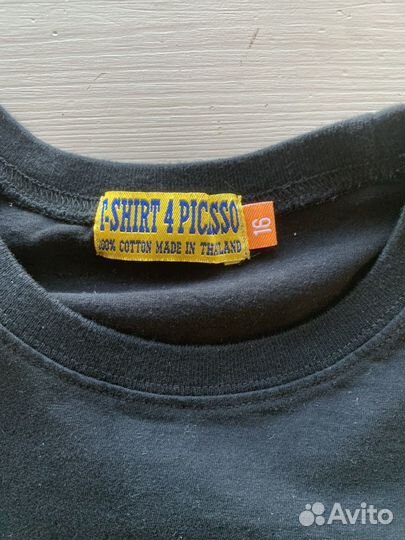 T-SHIRT 4 PICSSO
100% COTTON MADE IN THAILAND
16
Avito